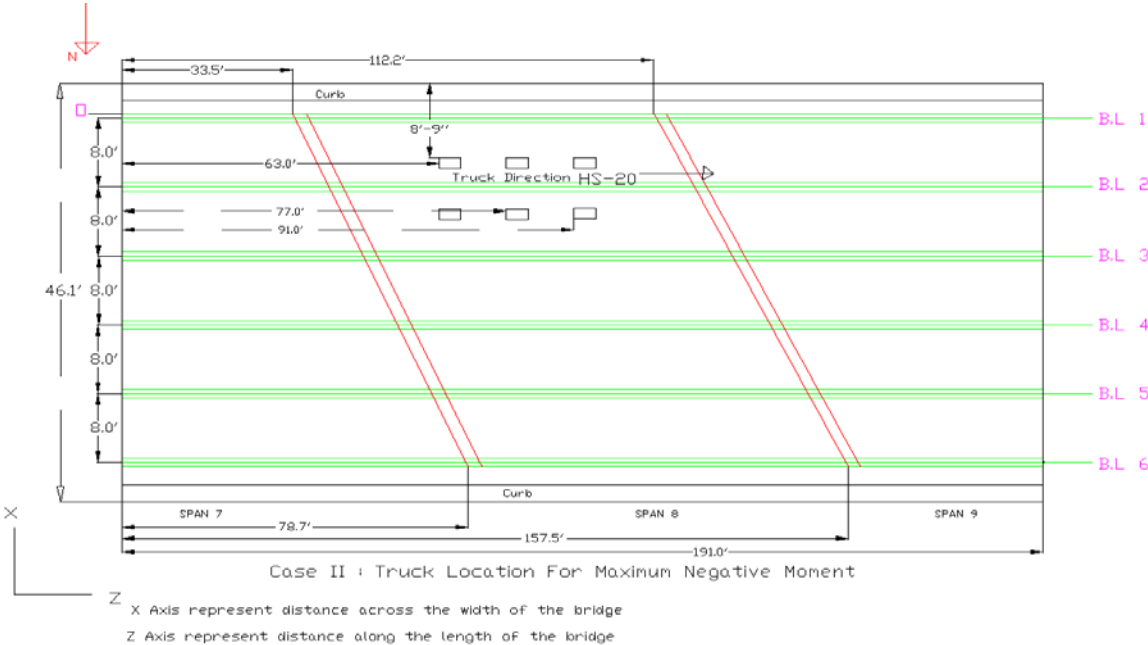 N
112.2'
33.5'
Curb
B.L 1
8'-9''
8.0'
63.0'
Truck Direction HS-20
B.L 2
8.0'
77.0'
91.0'
B.L 3
46.1'
8.0'
B.L 4
8.0'
B.L 5
8.0'
B.L 6
Curb
SPAN 7
SPAN 8
SPAN 9
78.7'
157.5'
191.0'
X
Case II : Truck Location For Maximum Negative Moment
Z
X Axis represent distance across the width of the bridge
Z Axis represent distance along the length of the bridge